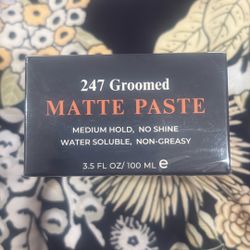 247 Groomed
MATTE PASTE
MEDIUM HOLD, NO SHINE
WATER SOLUBLE, NON-GREASY
3.5 FL OZ/ 100 ML ℮